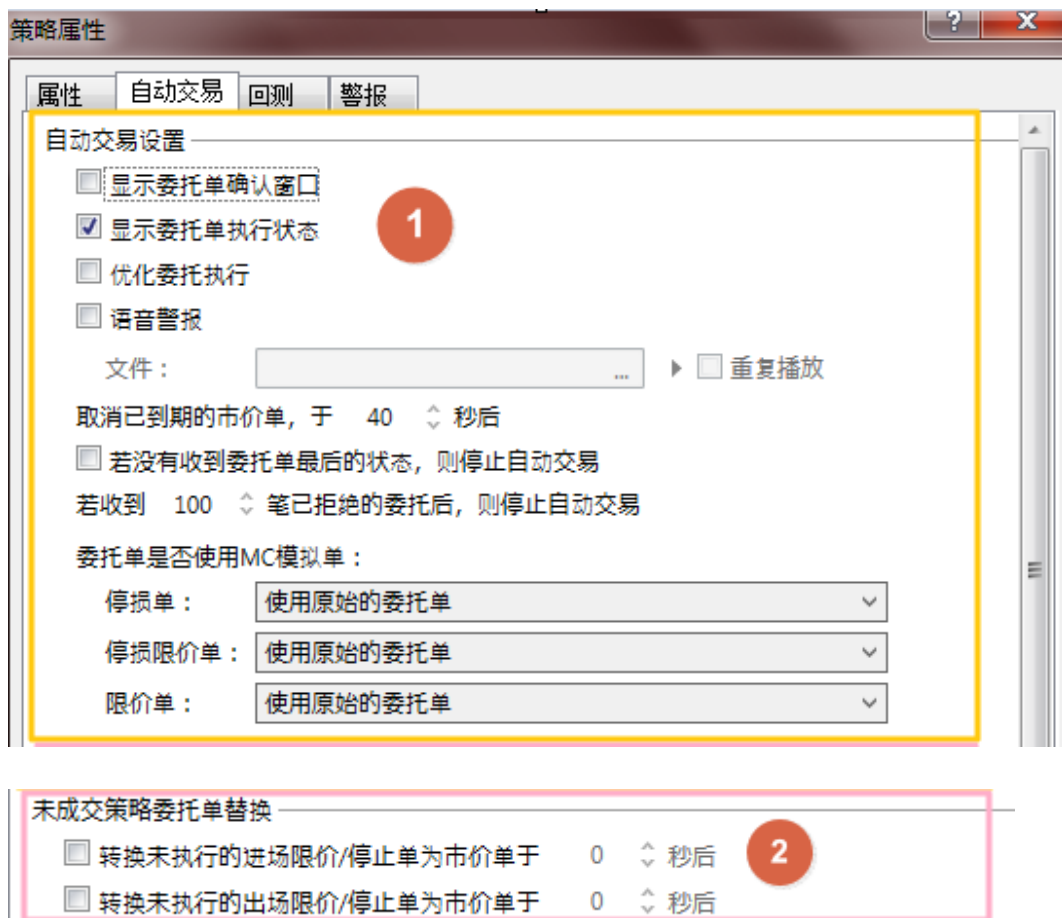 策略属性
属性 自动交易 回测 警报
自动交易设置
显示委托单确认窗口
显示委托单执行状态
1
优化委托执行
语音警报
文件： ... 重复播放
取消已到期的市价单，于 40 秒后
若没有收到委托单最后的状态，则停止自动交易
若收到 100 笔已拒绝的委托后，则停止自动交易
委托单是否使用MC模拟单：
停损单： 使用原始的委托单
停损限价单： 使用原始的委托单
限价单： 使用原始的委托单
未成交策略委托单替换
转换未执行的进场限价/停止单为市价单于 0 秒后 2
转换未执行的出场限价/停止单为市价单于 0 秒后